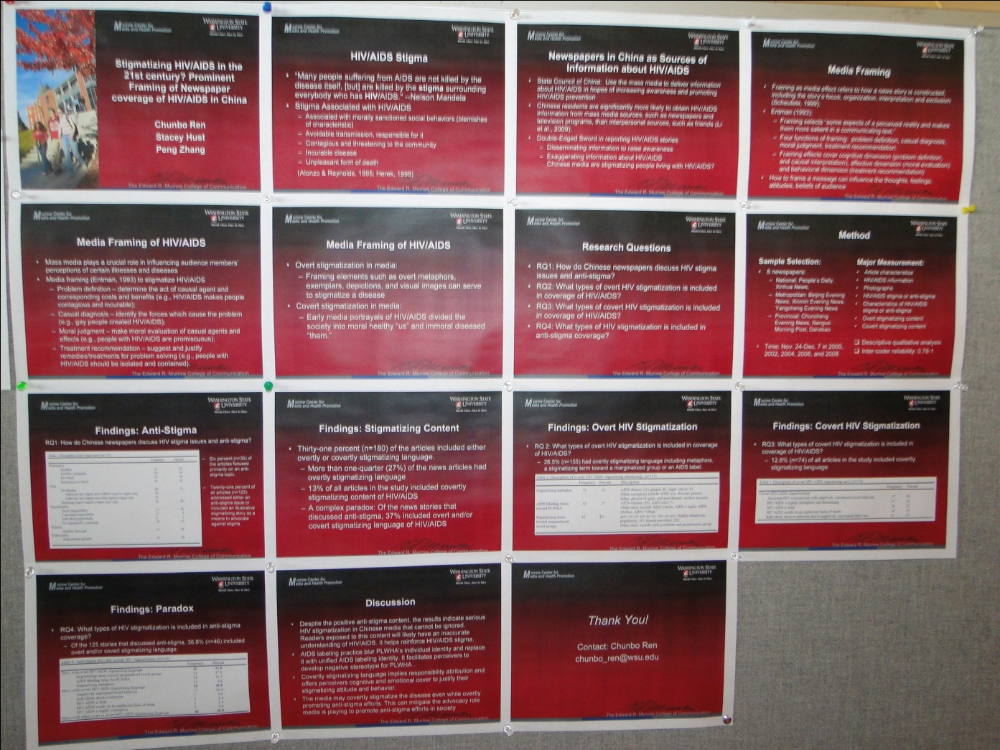 Murrow Center for
Media and Health Promotion
WASHINGTON STATE
UNIVERSITY
World Class. Face to Face.
Stigmatizing HIV/AIDS in the
21st century? Prominent
Framing of Newspaper
coverage of HIV/AIDS in China
Chunbo Ren
Stacey Hust
Peng Zhang
The Edward R. Murrow College of Communication
Murrow Center for
Media and Health Promotion
WASHINGTON STATE
UNIVERSITY
World Class. Face to Face.
HIV/AIDS Stigma
• "Many people suffering from AIDS are not killed by the
disease itself, [but] are killed by the stigma surrounding
everybody who has HIV/AIDS." --Nelson Mandela
• Stigma Associated with HIV/AIDS
– Associated with morally sanctioned social behaviors (blemishes
of characteristic)
– Avoidable transmission, responsible for it
– Contagious and threatening to the community
– Incurable disease
– Unpleasant form of death
(Alonzo & Reynolds, 1995; Herek, 1999)
The Edward R. Murrow College of Communication
Murrow Center for
Media and Health Promotion
WASHINGTON STATE
UNIVERSITY
World Class. Face to Face.
Newspapers in China as Sources of
Information about HIV/AIDS
• State Council of China: Use the mass media to deliver information
about HIV/AIDS in hopes of increasing awareness and promoting
HIV/AIDS prevention
• Chinese residents are significantly more likely to obtain HIV/AIDS
information from mass media sources, such as newspapers and
television programs, than interpersonal sources, such as friends (Li
et al., 2009).
• Double-Edged Sword in reporting HIV/AIDS stories
– Disseminating information to raise awareness
– Exaggerating information about HIV/AIDS
Chinese media are stigmatizing people living with HIV/AIDS?
The Edward R. Murrow College of Communication
Murrow Center for
Media and Health Promotion
WASHINGTON STATE
UNIVERSITY
Media Framing
• Framing as media effect refers to how a news story is constructed,
including the story's focus, organization, interpretation and exclusion
(Scheufele, 1999).
• Entman (1993):
– Framing selects "some aspects of a perceived reality and makes
them more salient in a communicating text."
– Four functions of framing: problem definition, casual diagnosis,
moral judgment, treatment recommendation.
– Framing effects cover cognitive dimension (problem definition,
and causal interpretation), affective dimension (moral evaluation)
and behavioral dimension (treatment recommendation)
• How to frame a message can influence the thoughts, feelings,
attitudes, beliefs of audience
The Edward R. Murrow College of Communication
Murrow Center for
Media and Health Promotion
WASHINGTON STATE
UNIVERSITY
World Class. Face to Face.
Media Framing of HIV/AIDS
• Mass media plays a crucial role in influencing audience members'
perceptions of certain illnesses and diseases
• Media framing (Entman, 1993) to stigmatize HIV/AIDS
– Problem definition – determine the act of causal agent and
corresponding costs and benefits (e.g., HIV/AIDS makes people
contagious and incurable);
– Casual diagnosis – identify the forces which cause the problem
(e.g., gay people created HIV/AIDS);
– Moral judgment – make moral evaluation of casual agents and
effects (e.g., people with HIV/AIDS are promiscuous);
– Treatment recommendation – suggest and justify
remedies/treatments for problem solving (e.g., people with
HIV/AIDS should be isolated and contained).
The Edward R. Murrow College of Communication
Murrow Center for
Media and Health Promotion
WASHINGTON STATE
UNIVERSITY
World Class. Face to Face.
Media Framing of HIV/AIDS
• Overt stigmatization in media:
– Framing elements such as overt metaphors,
exemplars, depictions, and visual images can serve
to stigmatize a disease
• Covert stigmatization in media:
– Early media portrayals of HIV/AIDS divided the
society into moral healthy "us" and immoral diseased
"them."
The Edward R. Murrow College of Communication
Murrow Center for
Media and Health Promotion
WASHINGTON STATE
UNIVERSITY
World Class. Face to Face.
Research Questions
• RQ1: How do Chinese newspapers discuss HIV stigma
issues and anti-stigma?
• RQ2: What types of overt HIV stigmatization is included
in coverage of HIV/AIDS?
• RQ3: What types of covert HIV stigmatization is included
in coverage of HIV/AIDS?
• RQ4: What types of HIV stigmatization is included in
anti-stigma coverage?
The Edward R. Murrow College of Communication
Murrow Center for
Media and Health Promotion
WASHINGTON STATE
UNIVERSITY
Method
Sample Selection:
• 8 newspapers:
– National: People's Daily,
Xinhua News,
– Metropolitan: Beijing Evening
News, Xinmin Evening News,
Yangcheng Evening News
– Provincial: Chuncheng
Evening News, Nanguo
Morning Post, Dahebao
• Time: Nov. 24-Dec. 7 in 2000,
2002, 2004, 2006, and 2008
Major Measurement:
✓ Article characteristics
✓ HIV/AIDS information
✓ Photographs
✓ HIV/AIDS stigma or anti-stigma
✓ Characteristics of HIV/AIDS
stigma or anti-stigma
✓ Overt stigmatizing content
✓ Covert stigmatizing content
❑ Descriptive qualitative analysis
❑ Inter-coder reliability: 0.78-1
The Edward R. Murrow College of Communication
Murrow Center for
Media and Health Promotion
WASHINGTON STATE
UNIVERSITY
World Class. Face to Face.
Findings: Anti-Stigma
RQ1: How do Chinese newspapers discuss HIV stigma issues and anti-stigma?
Frequency Percent
– Six percent (n=35) of
the articles focused
primarily on an anti-
stigma topic
– Twenty-one percent of
all articles (n=125)
addressed either an
anti-stigma issue or
included an illustrative
stigmatizing story as a
means to advocate
against stigma
The Edward R. Murrow College of Communication
Murrow Center for
Media and Health Promotion
WASHINGTON STATE
UNIVERSITY
World Class. Face to Face.
Findings: Stigmatizing Content
• Thirty-one percent (n=180) of the articles included either
overtly or covertly stigmatizing language.
– More than one-quarter (27%) of the news articles had
overtly stigmatizing language
– 13% of all articles in the study included covertly
stigmatizing content of HIV/AIDS
– A complex paradox: Of the news stories that
discussed anti-stigma, 37% included overt and/or
covert stigmatizing language of HIV/AIDS
The Edward R. Murrow College of Communication
Murrow Center for
Media and Health Promotion
WASHINGTON STATE
UNIVERSITY
World Class. Face to Face.
Findings: Overt HIV Stigmatization
• RQ 2: What types of overt HIV stigmatization is included in coverage
of HIV/AIDS?
– 26.5% (n=155) had overtly stigmatizing language including metaphors,
a stigmatizing term toward a marginalized group or an AIDS label.
Frequency Percent Description
Stigmatizing metaphor
AIDS labeling terms
toward PLWHA
Stigmatizing terms
toward marginalized
social groups
The Edward R. Murrow College of Communication
Murrow Center for
Media and Health Promotion
WASHINGTON STATE
UNIVERSITY
World Class. Face to Face.
Findings: Covert HIV Stigmatization
• RQ3: What types of covert HIV stigmatization is included in
coverage of HIV/AIDS?
– 12.6% (n=74) of all articles in the study included covertly
stigmatizing language
Frequency Percent
The Edward R. Murrow College of Communication
Murrow Center for
Media and Health Promotion
WASHINGTON STATE
UNIVERSITY
World Class. Face to Face.
Findings: Paradox
• RQ4: What types of HIV stigmatization is included in anti-stigma
coverage?
– Of the 125 stories that discussed anti-stigma, 36.8% (n=46) included
overt and/or covert stigmatizing language
Frequency Percent
The Edward R. Murrow College of Communication
Murrow Center for
Media and Health Promotion
WASHINGTON STATE
UNIVERSITY
World Class. Face to Face.
Discussion
• Despite the positive anti-stigma content, the results indicate serious
HIV stigmatization in Chinese media that cannot be ignored.
Readers exposed to this content will likely have an inaccurate
understanding of HIV/AIDS. It helps reinforce HIV/AIDS stigma.
• AIDS labeling practice blur PLWHA's individual identity and replace
it with unified AIDS labeling identity. It facilitates perceivers to
develop negative stereotype for PLWHA .
• Covertly stigmatizing language implies responsibility attribution and
offers perceivers cognitive and emotional cover to justify their
stigmatizing attitude and behavior.
• The media may covertly stigmatize the disease even while overtly
promoting anti-stigma efforts. This can mitigate the advocacy role
media is playing to promote anti-stigma efforts in society
The Edward R. Murrow College of Communication
Murrow Center for
Media and Health Promotion
WASHINGTON STATE
UNIVERSITY
World Class. Face to Face.
Thank You!
Contact: Chunbo Ren
chunbo_ren@wsu.edu
The Edward R. Murrow College of Communication